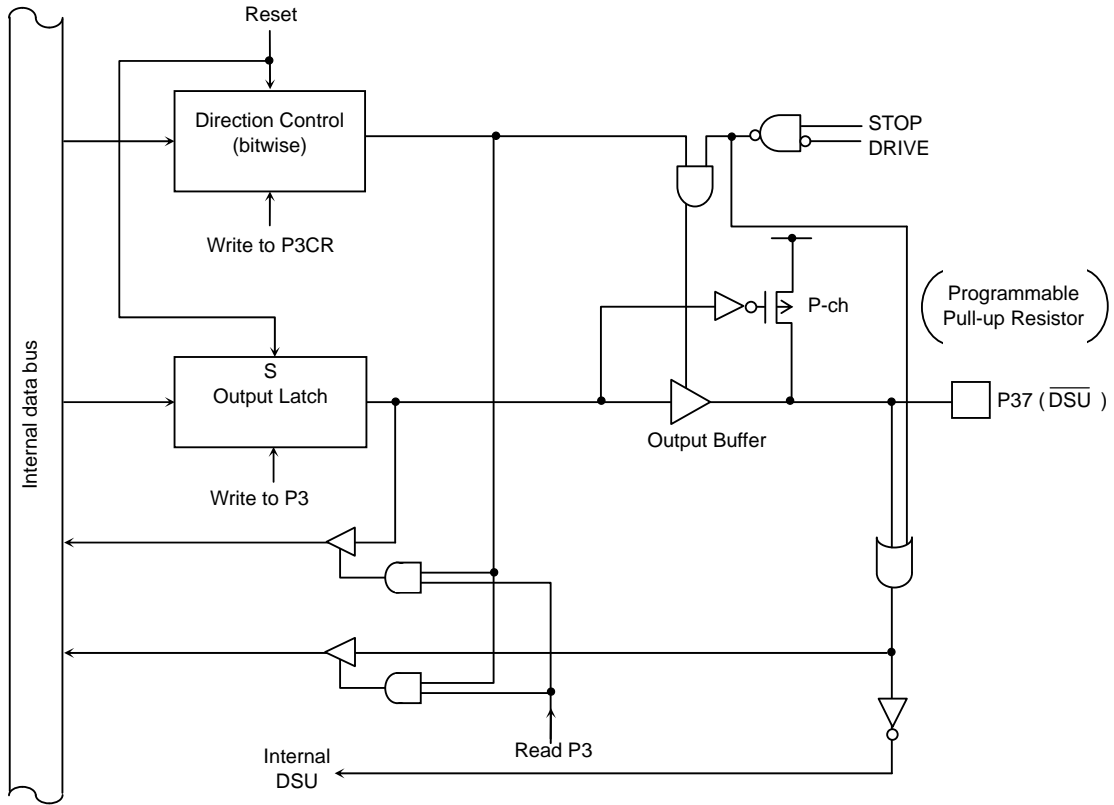 Reset
Direction Control
(bitwise)
STOP
DRIVE
Write to P3CR
P-ch
Programmable
Pull-up Resistor
Internal data bus
S
Output Latch
P37 ( D̅S̅U̅ )
Output Buffer
Write to P3
Read P3
Internal
DSU